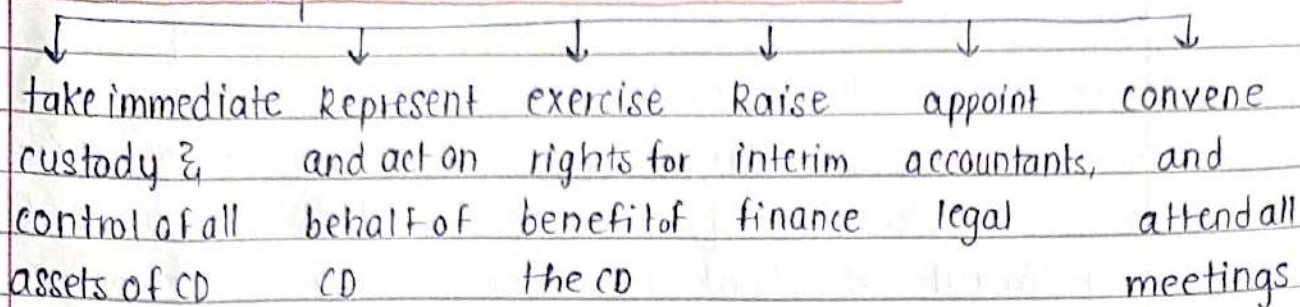 take immediate Represent exercise Raise appoint convene
custody & and act on rights for interim accountants, and
control of all behalf of benefit of finance legal attend all
assets of CD CD the CD meetings